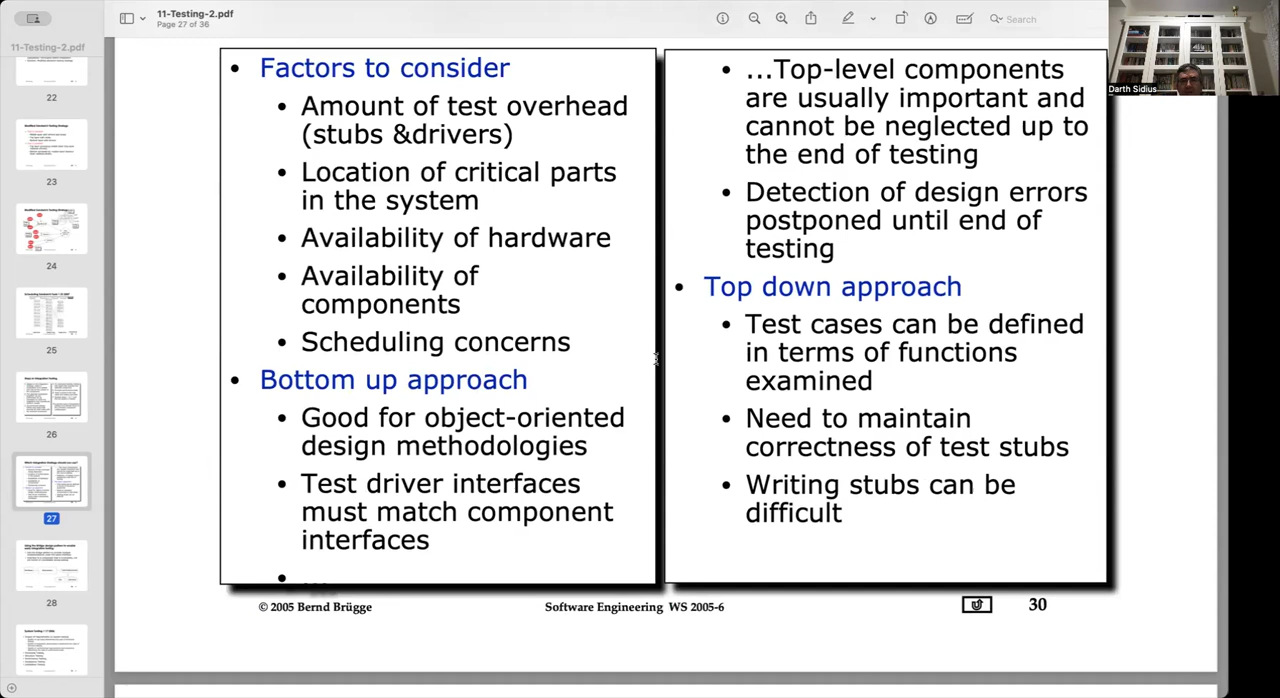 11-Testing-2.pdf
Page 27 of 36
Search
11-Testing-2.pdf
22
23
24
25
26
27
28
Darth Sidius
• Factors to consider
• Amount of test overhead
(stubs &drivers)
• Location of critical parts
in the system
• Availability of hardware
• Availability of
components
• Scheduling concerns
• Bottom up approach
• Good for object-oriented
design methodologies
• Test driver interfaces
must match component
interfaces
• ...
• ...Top-level components
are usually important and
cannot be neglected up to
the end of testing
• Detection of design errors
postponed until end of
testing
• Top down approach
• Test cases can be defined
in terms of functions
examined
• Need to maintain
correctness of test stubs
• Writing stubs can be
difficult
© 2005 Bernd Brügge
Software Engineering WS 2005-6
30